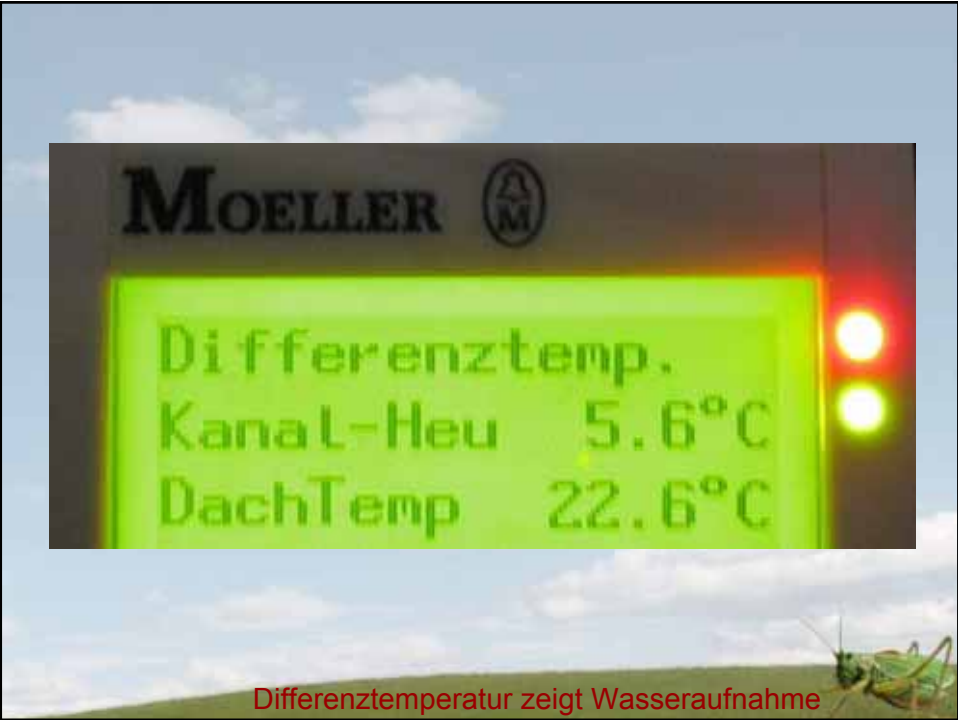 MOELLER M
Differenztemp.
Kanal-Heu 5.6°C
DachTemp 22.6°C
Differenztemperatur zeigt Wasseraufnahme